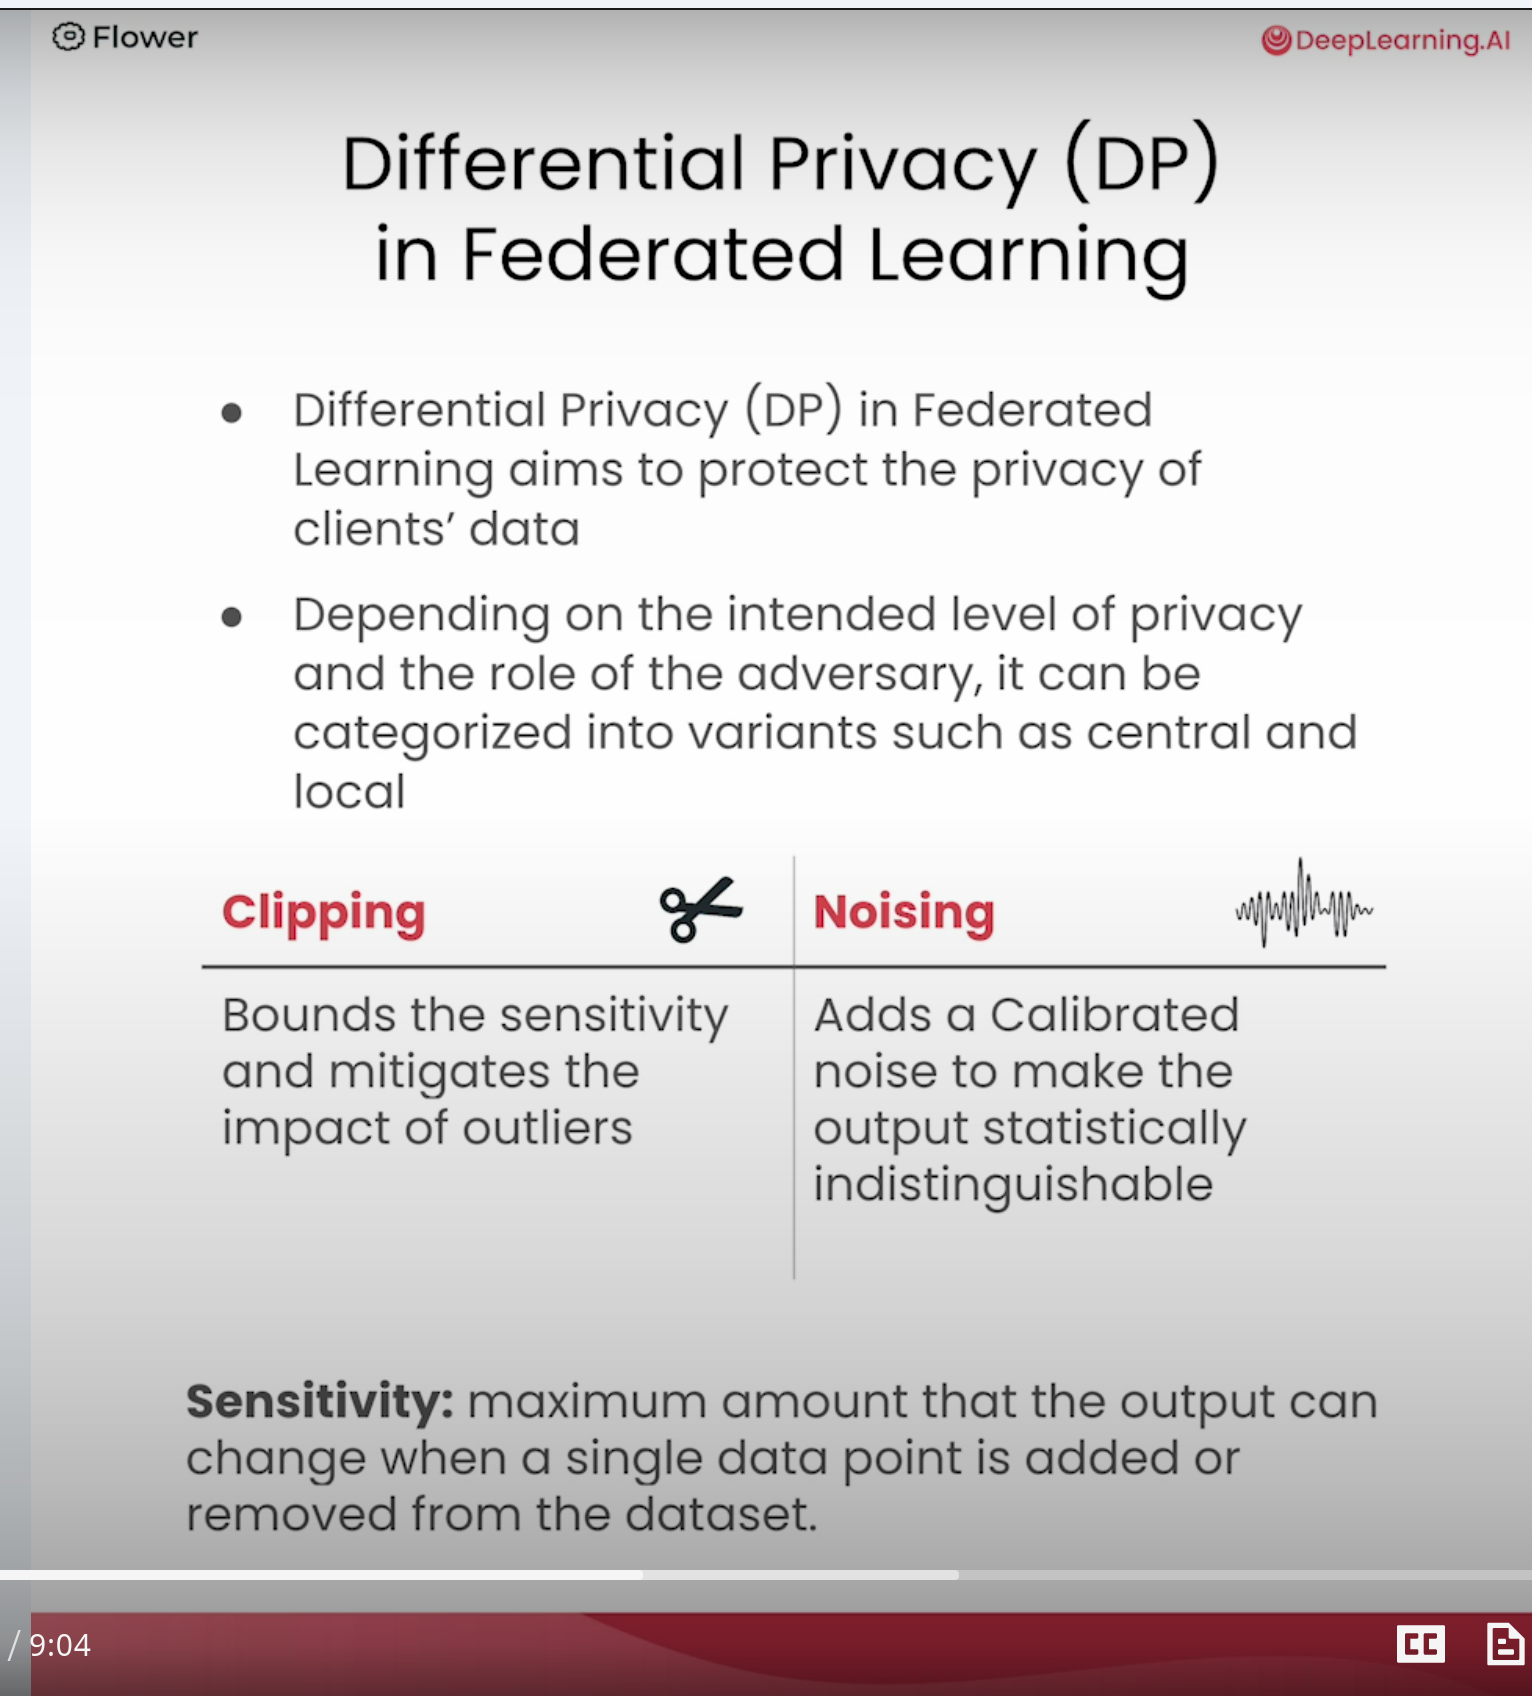 Flower
DeepLearning.AI
Differential Privacy (DP)
in Federated Learning
● Differential Privacy (DP) in Federated
Learning aims to protect the privacy of
clients’ data
● Depending on the intended level of privacy
and the role of the adversary, it can be
categorized into variants such as central and
local
Clipping
Bounds the sensitivity
and mitigates the
impact of outliers
Noising
Adds a Calibrated
noise to make the
output statistically
indistinguishable
Sensitivity: maximum amount that the output can
change when a single data point is added or
removed from the dataset.
/ 9:04
CC